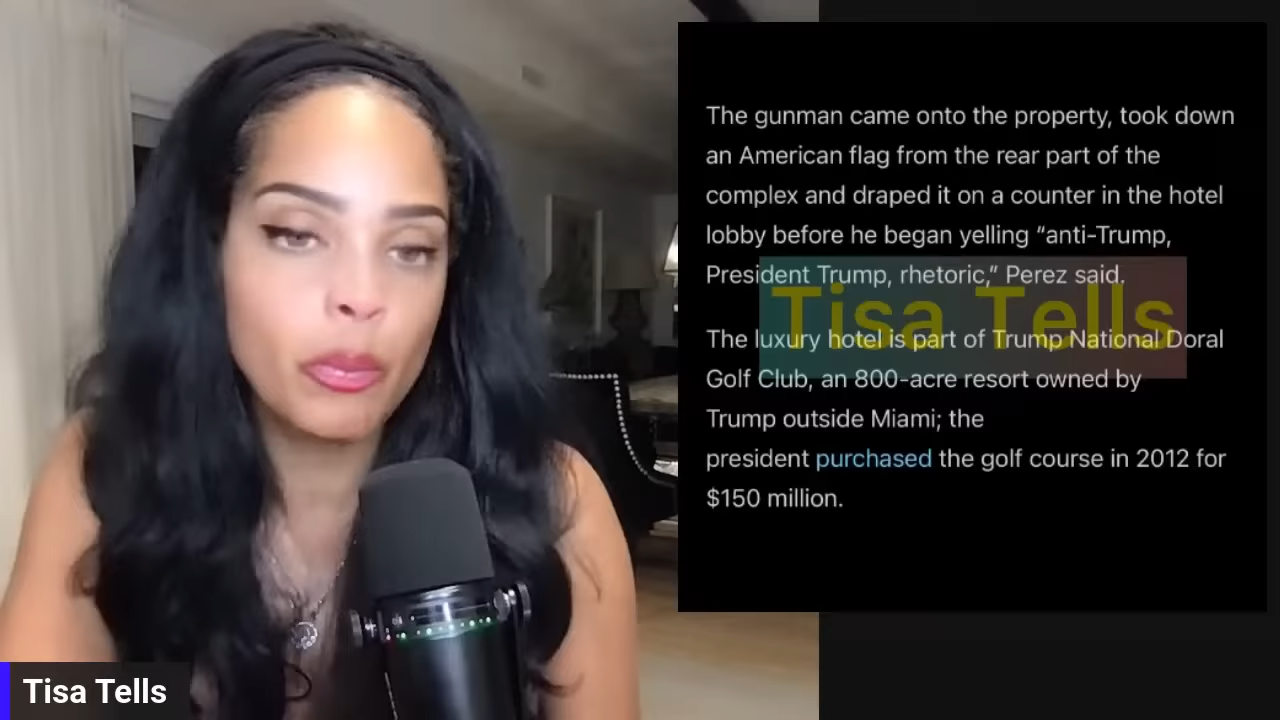 The gunman came onto the property, took down
an American flag from the rear part of the
complex and draped it on a counter in the hotel
lobby before he began yelling “anti-Trump,
President Trump, rhetoric,” Perez said.
Tisa Tells
The luxury hotel is part of Trump National Doral
Golf Club, an 800-acre resort owned by
Trump outside Miami; the
president purchased the golf course in 2012 for
$150 million.
Tisa Tells